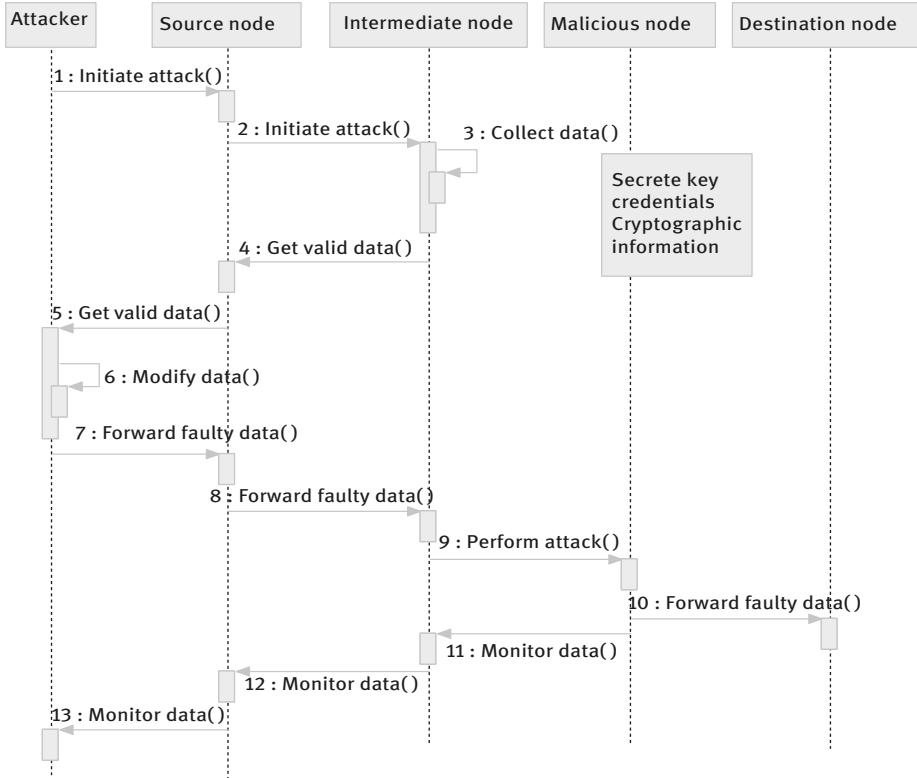 Attacker
Source node
Intermediate node
Malicious node
Destination node
1 : Initiate attack()
2 : Initiate attack()
3 : Collect data()
Secrete key
credentials
Cryptographic
information
4 : Get valid data()
5 : Get valid data()
6 : Modify data()
7 : Forward faulty data()
8 : Forward faulty data()
9 : Perform attack()
10 : Forward faulty data()
11 : Monitor data()
12 : Monitor data()
13 : Monitor data()